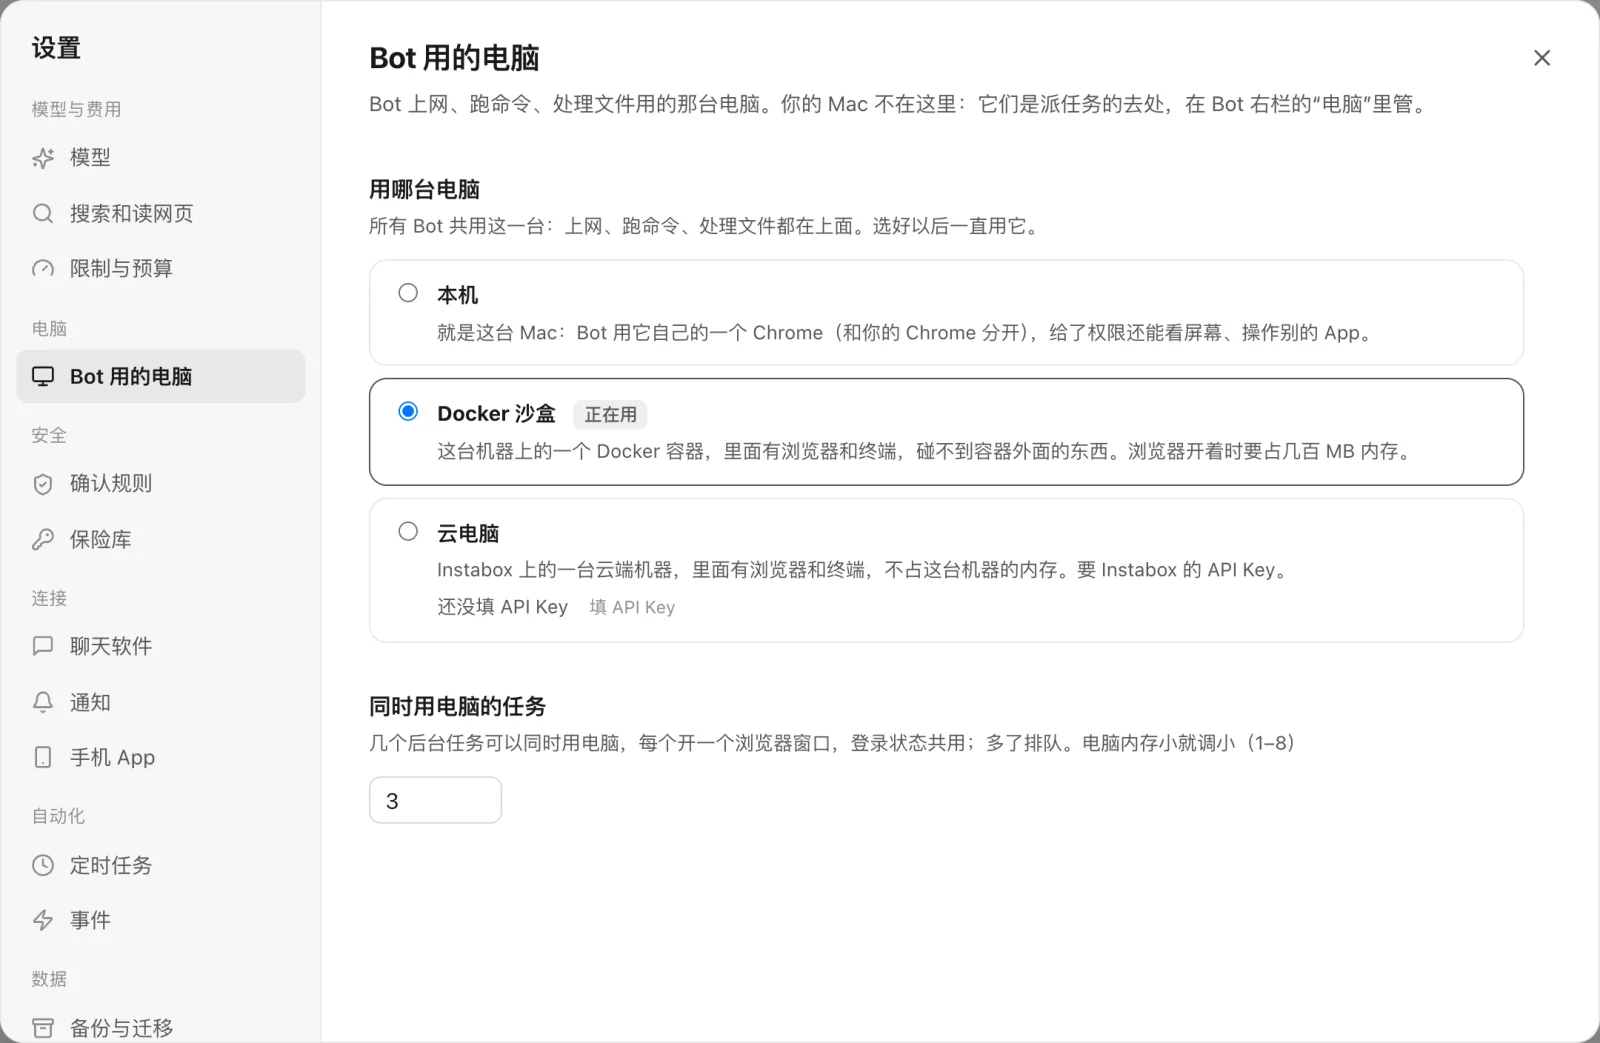 设置
模型与费用
模型
搜索和读网页
限制与预算
电脑
Bot 用的电脑
安全
确认规则
保险库
连接
聊天软件
通知
手机 App
自动化
定时任务
事件
数据
备份与迁移
Bot 用的电脑
Bot 上网、跑命令、处理文件用的那台电脑。你的 Mac 不在这里：它们是派任务的去处，在 Bot 右栏的“电脑”里管。
用哪台电脑
所有 Bot 共用这一台：上网、跑命令、处理文件都在上面。选好以后一直用它。
本机
就是这台 Mac：Bot 用它自己的一个 Chrome（和你的 Chrome 分开），给了权限还能看屏幕、操作别的 App。
Docker 沙盒 正在用
这台机器上的一个 Docker 容器，里面有浏览器和终端，碰不到容器外面的东西。浏览器开着时要占几百 MB 内存。
云电脑
Instabox 上的一台云端机器，里面有浏览器和终端，不占这台机器的内存。要 Instabox 的 API Key。
还没填 API Key 填 API Key
同时用电脑的任务
几个后台任务可以同时用电脑，每个开一个浏览器窗口，登录状态共用；多了排队。电脑内存小就调小（1–8）
3